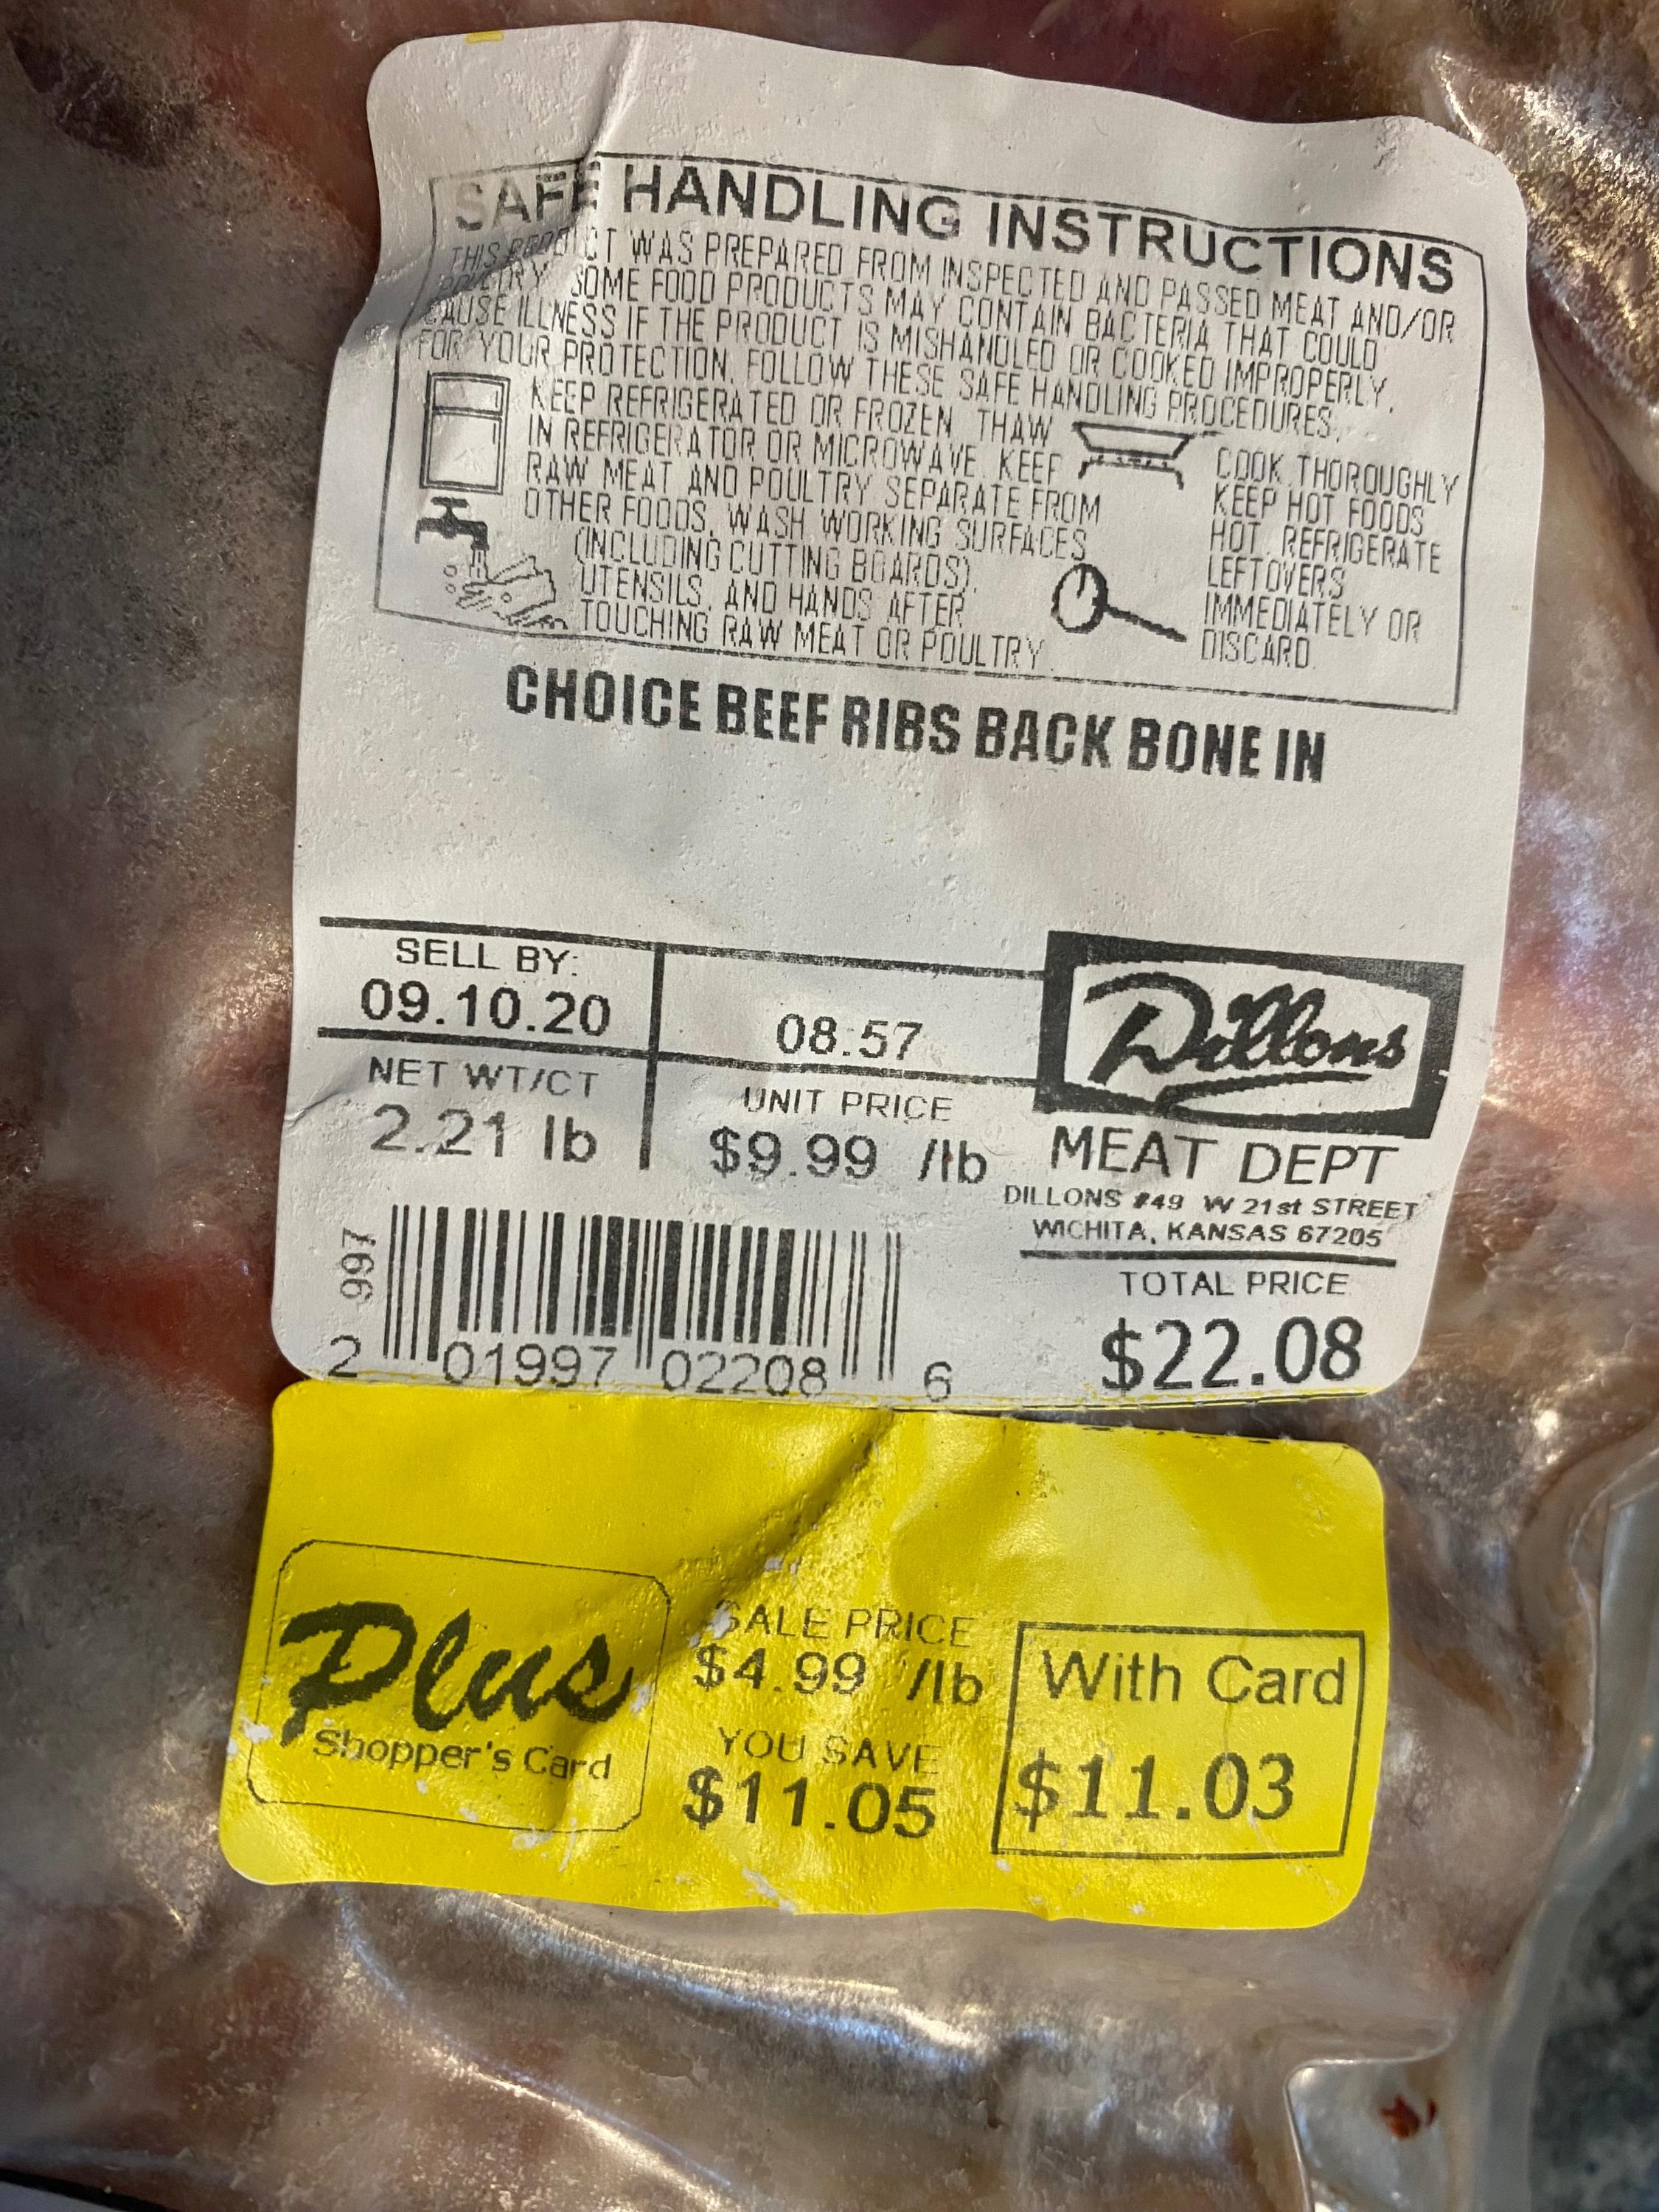 SAFE HANDLING INSTRUCTIONS
THIS PRODUCT WAS PREPARED FROM INSPECTED AND PASSED MEAT AND/OR
POULTRY. SOME FOOD PRODUCTS MAY CONTAIN BACTERIA THAT COULD
CAUSE ILLNESS IF THE PRODUCT IS MISHANDLED OR COOKED IMPROPERLY.
FOR YOUR PROTECTION, FOLLOW THESE SAFE HANDLING PROCEDURES.
KEEP REFRIGERATED OR FROZEN. THAW
IN REFRIGERATOR OR MICROWAVE. KEEP
RAW MEAT AND POULTRY SEPARATE FROM
OTHER FOODS. WASH WORKING SURFACES
(INCLUDING CUTTING BOARDS),
UTENSILS, AND HANDS AFTER
TOUCHING RAW MEAT OR POULTRY.
COOK THOROUGHLY
KEEP HOT FOODS
HOT. REFRIGERATE
LEFTOVERS
IMMEDIATELY OR
DISCARD.
CHOICE BEEF RIBS BACK BONE IN
SELL BY:
09.10.20
08:57
NET WT/CT
2.21 lb
UNIT PRICE
$9.99 /lb
Dillons
MEAT DEPT
DILLONS #49 W 21st STREET
WICHITA, KANSAS 67205
TOTAL PRICE
$22.08
2 997
2 01997 02208 6
Plus
Shopper's Card
SALE PRICE
$4.99 /lb
YOU SAVE
$11.05
With Card
$11.03